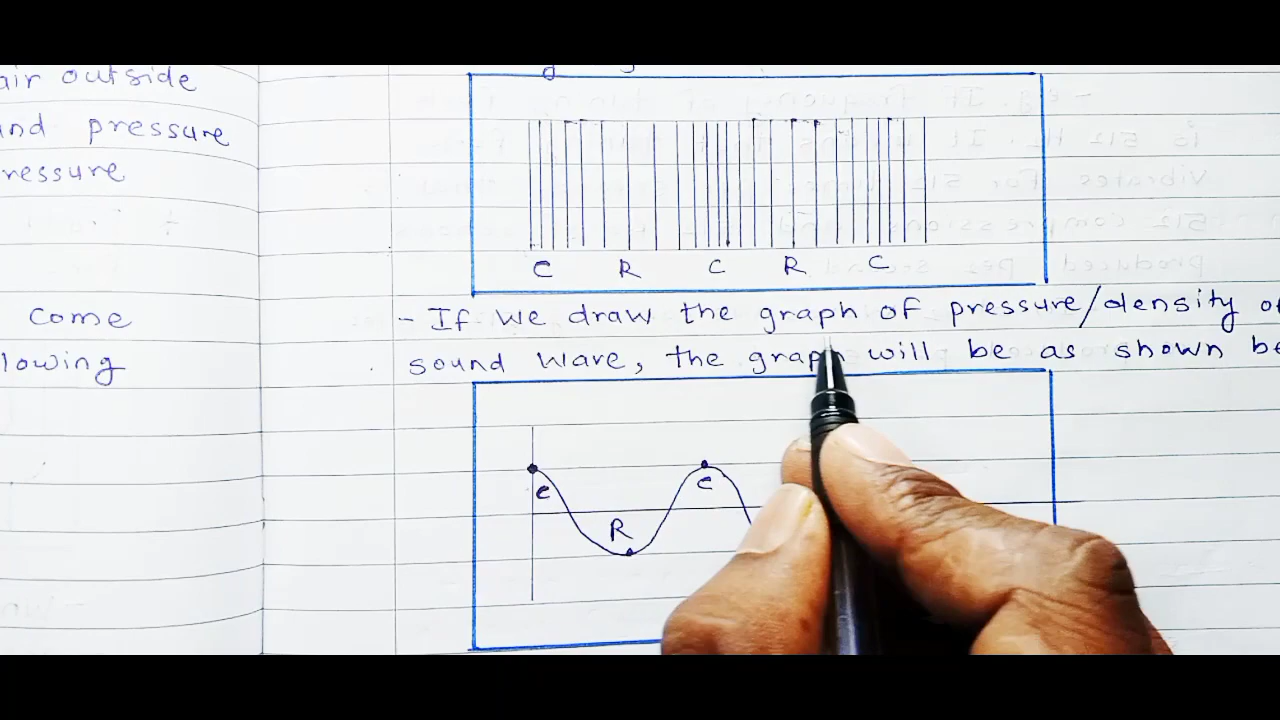 air outside
and pressure
ressure
come
lowing
C R C R C
- If we draw the graph of pressure/density of
sound wave, the graph will be as shown be
C
C
R